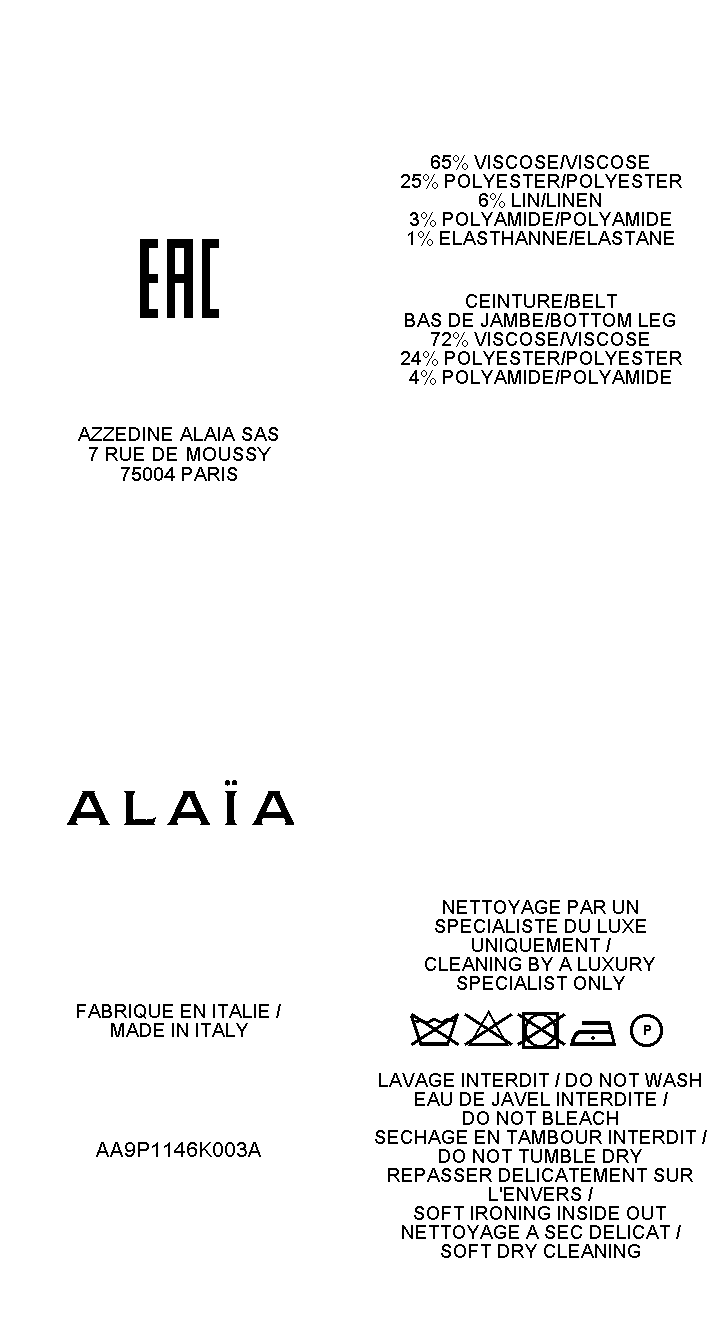 EAC
AZZEDINE ALAIA SAS
7 RUE DE MOUSSY
75004 PARIS
65% VISCOSE/VISCOSE
25% POLYESTER/POLYESTER
6% LIN/LINEN
3% POLYAMIDE/POLYAMIDE
1% ELASTHANNE/ELASTANE
CEINTURE/BELT
BAS DE JAMBE/BOTTOM LEG
72% VISCOSE/VISCOSE
24% POLYESTER/POLYESTER
4% POLYAMIDE/POLYAMIDE
ALAÏA
FABRIQUE EN ITALIE /
MADE IN ITALY
AA9P1146K003A
NETTOYAGE PAR UN
SPECIALISTE DU LUXE
UNIQUEMENT /
CLEANING BY A LUXURY
SPECIALIST ONLY
P
LAVAGE INTERDIT / DO NOT WASH
EAU DE JAVEL INTERDITE /
DO NOT BLEACH
SECHAGE EN TAMBOUR INTERDIT /
DO NOT TUMBLE DRY
REPASSER DELICATEMENT SUR
L'ENVERS /
SOFT IRONING INSIDE OUT
NETTOYAGE A SEC DELICAT /
SOFT DRY CLEANING